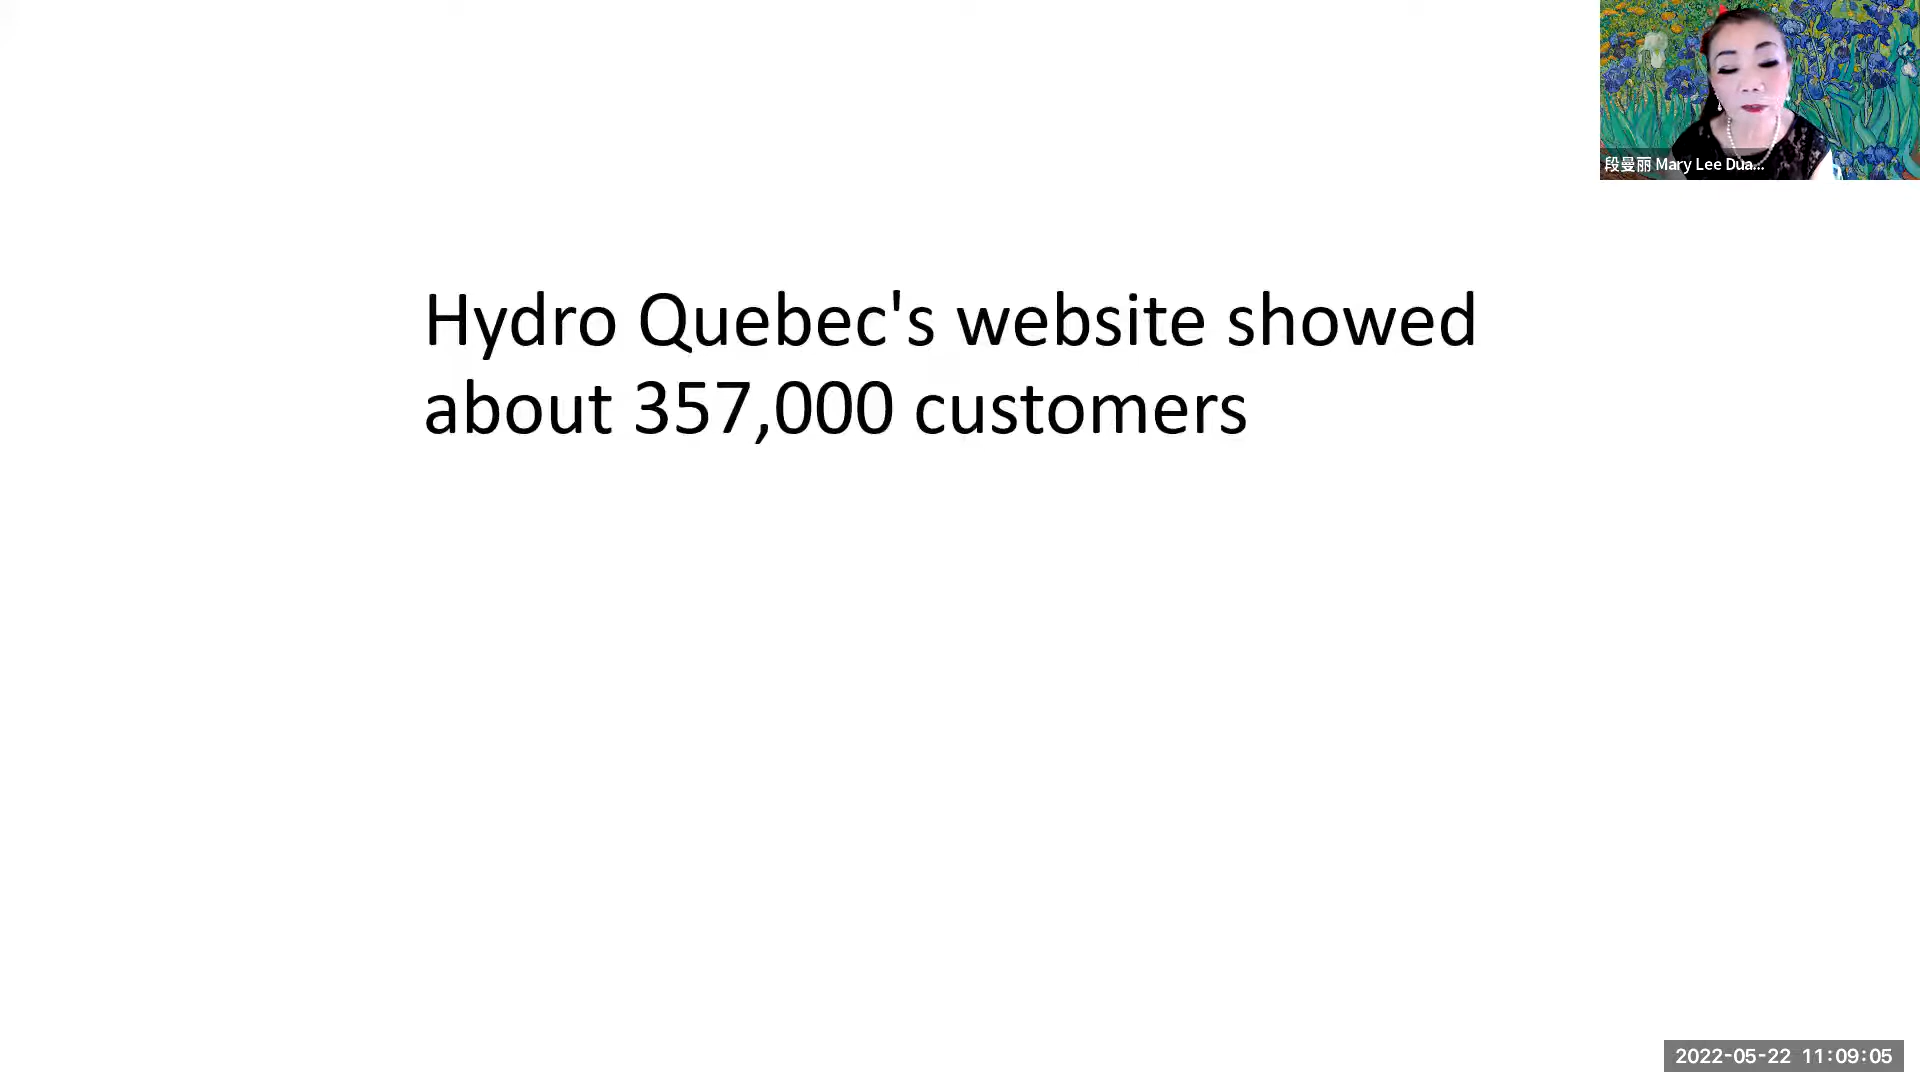 段曼丽 Mary Lee Dua...
Hydro Quebec's website showed
about 357,000 customers
2022-05-22 11:09:05